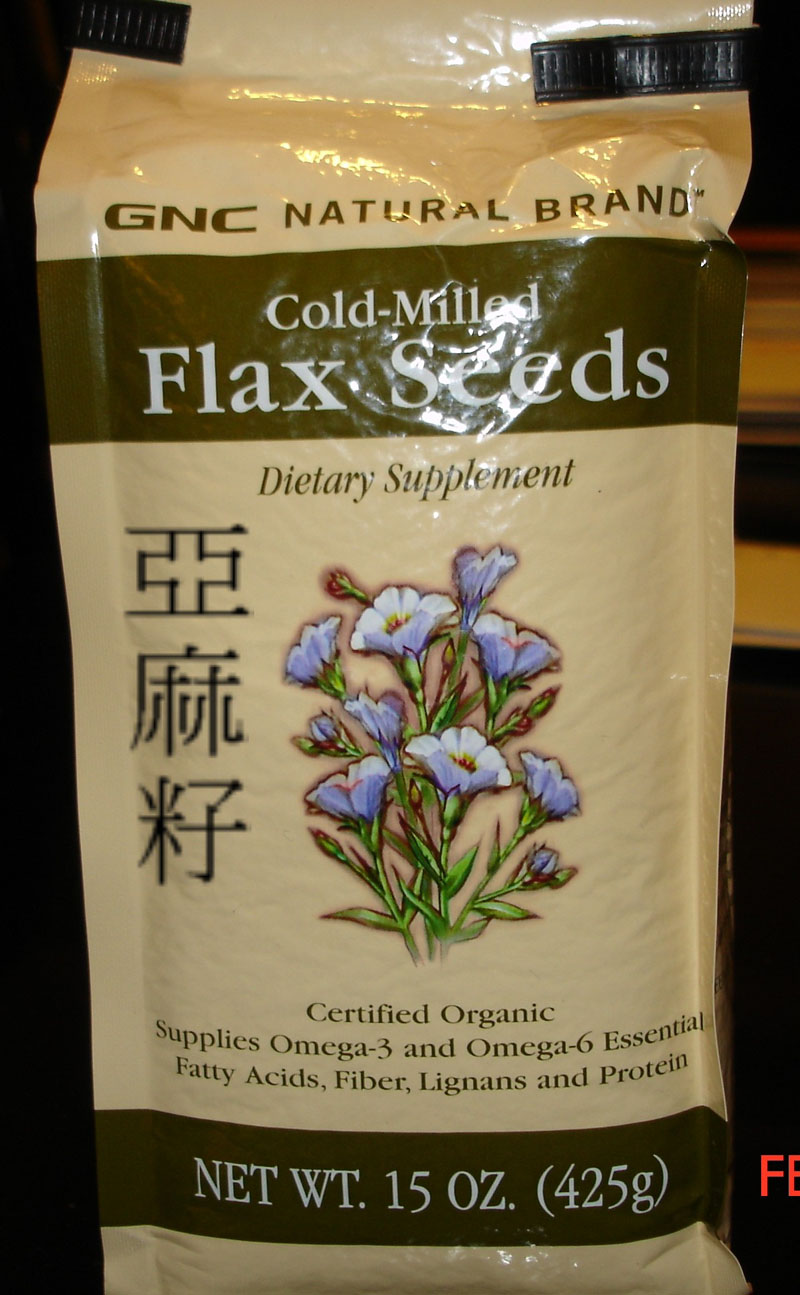 GNC NATURAL BRAND™
Cold-Milled
Flax Seeds
Dietary Supplement
亞麻籽
Certified Organic
Supplies Omega-3 and Omega-6 Essential
Fatty Acids, Fiber, Lignans and Protein
NET WT. 15 OZ. (425g)
FE